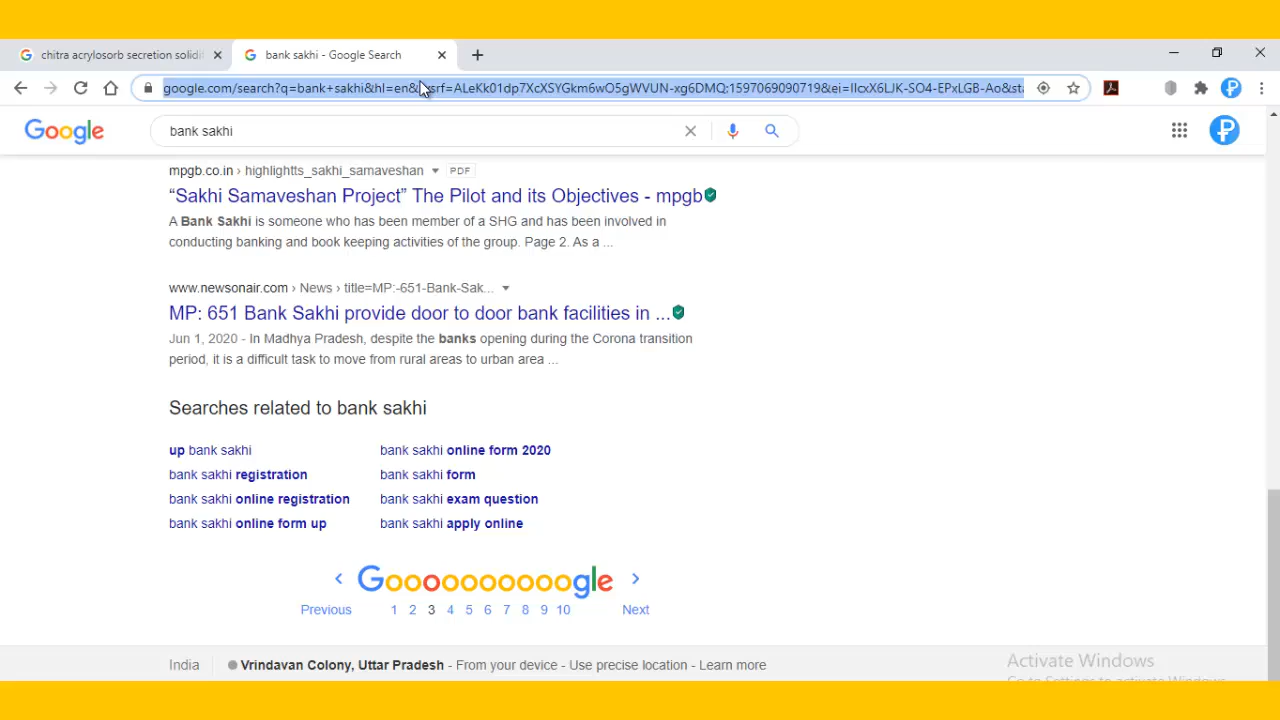 chitra acrylosorb secretion solidi
bank sakhi - Google Search
google.com/search?q=bank+sakhi&hl=en& srf=ALeKk01dp7XcXSYGkm6wO5gWVUN-xg6DMQ:1597069090719&ei=IIcxX6LJK-SO4-EPxLGB-Ao&sta
Google
bank sakhi
mpgb.co.in › highlightts_sakhi_samaveshan
PDF
“Sakhi Samaveshan Project” The Pilot and its Objectives - mpgb
A Bank Sakhi is someone who has been member of a SHG and has been involved in
conducting banking and book keeping activities of the group. Page 2. As a ...
www.newsonair.com › News › title=MP:-651-Bank-Sak...
MP: 651 Bank Sakhi provide door to door bank facilities in ...
Jun 1, 2020 - In Madhya Pradesh, despite the banks opening during the Corona transition
period, it is a difficult task to move from rural areas to urban area ...
Searches related to bank sakhi
up bank sakhi
bank sakhi registration
bank sakhi online registration
bank sakhi online form up
bank sakhi online form 2020
bank sakhi form
bank sakhi exam question
bank sakhi apply online
Goooooooooogle
Previous 1 2 3 4 5 6 7 8 9 10 Next
India
Vrindavan Colony, Uttar Pradesh - From your device - Use precise location - Learn more
Activate Windows
Go to Settings to activate Windows.